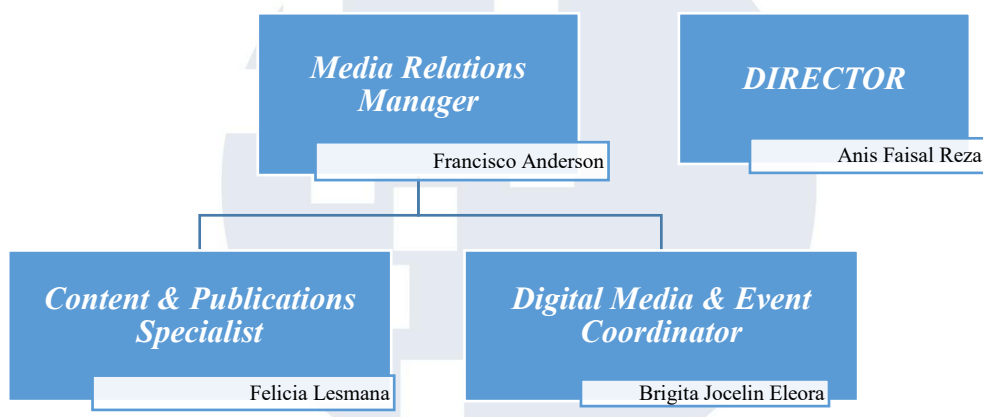 Media Relations
Manager
Francisco Anderson
DIRECTOR
Anis Faisal Reza
Content & Publications
Specialist
Felicia Lesmana
Digital Media & Event
Coordinator
Brigita Jocelin Eleora